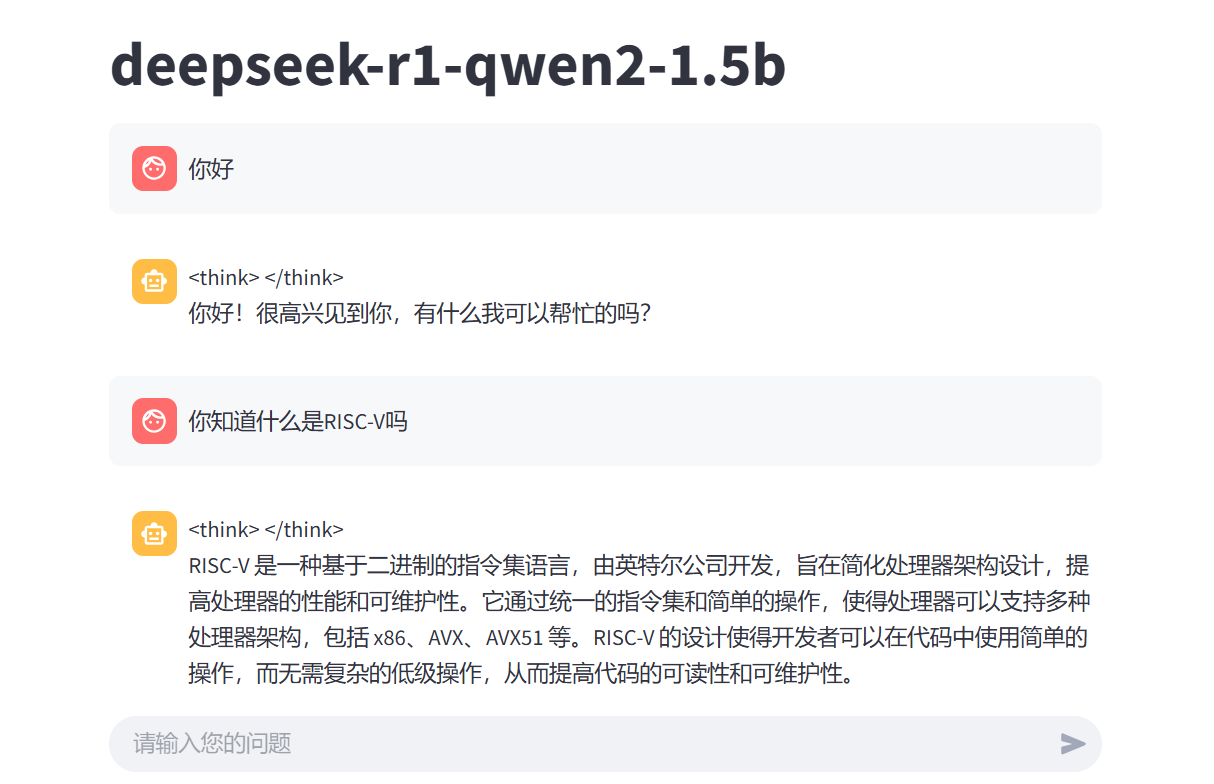 deepseek-r1-qwen2-1.5b
你好
<think> </think>
你好！很高兴见到你，有什么我可以帮忙的吗？
你知道什么是RISC-V吗
<think> </think>
RISC-V 是一种基于二进制的指令集语言，由英特尔公司开发，旨在简化处理器架构设计，提
高处理器的性能和可维护性。它通过统一的指令集和简单的操作，使得处理器可以支持多种
处理器架构，包括 x86、AVX、AVX51 等。RISC-V 的设计使得开发者可以在代码中使用简单的
操作，而无需复杂的低级操作，从而提高代码的可读性和可维护性。
请输入您的问题